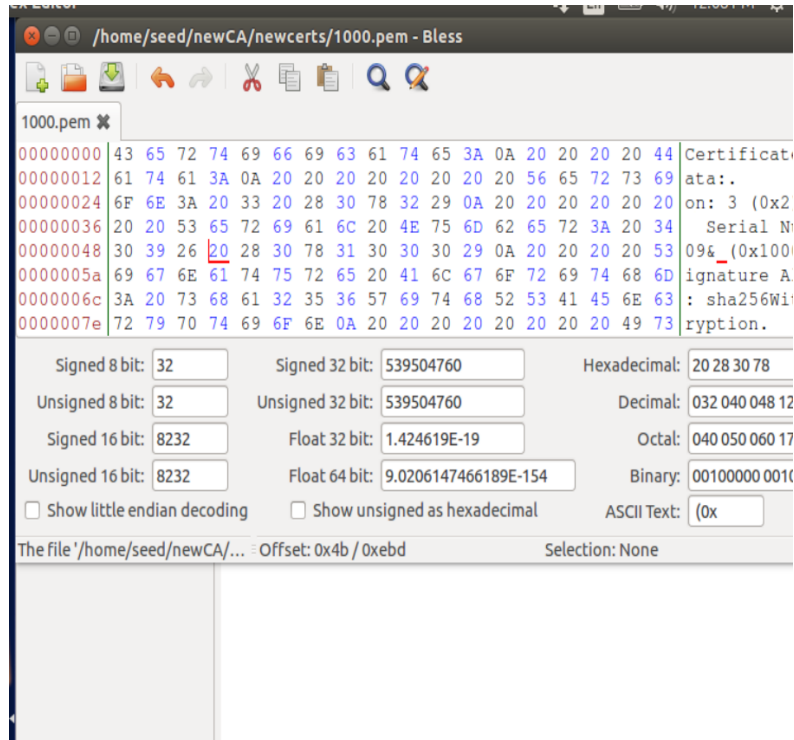 /home/seed/newCA/newcerts/1000.pem - Bless
1000.pem
00000000 43 65 72 74 69 66 69 63 61 74 65 3A 0A 20 20 20 20 44 Certificat
00000012 61 74 61 3A 0A 20 20 20 20 20 20 20 20 56 65 72 73 69 ata:.
00000024 6F 6E 3A 20 33 20 28 30 78 32 29 0A 20 20 20 20 20 20 on: 3 (0x2
00000036 20 20 53 65 72 69 61 6C 20 4E 75 6D 62 65 72 3A 20 34 Serial Nu
00000048 30 39 26 20 28 30 78 31 30 30 30 29 0A 20 20 20 20 53 09& (0x100
0000005a 69 67 6E 61 74 75 72 65 20 41 6C 67 6F 72 69 74 68 6D ignature Al
0000006c 3A 20 73 68 61 32 35 36 57 69 74 68 52 53 41 45 6E 63 : sha256Wit
0000007e 72 79 70 74 69 6F 6E 0A 20 20 20 20 20 20 20 20 49 73 ryption.
Signed 8 bit: 32 Signed 32 bit: 539504760 Hexadecimal: 20 28 30 78
Unsigned 8 bit: 32 Unsigned 32 bit: 539504760 Decimal: 032 040 048 12
Signed 16 bit: 8232 Float 32 bit: 1.424619E-19 Octal: 040 050 060 17
Unsigned 16 bit: 8232 Float 64 bit: 9.0206147466189E-154 Binary: 00100000 0010
Show little endian decoding Show unsigned as hexadecimal ASCII Text: (0x
The file '/home/seed/newCA/... Offset: 0x4b / 0xebd Selection: None